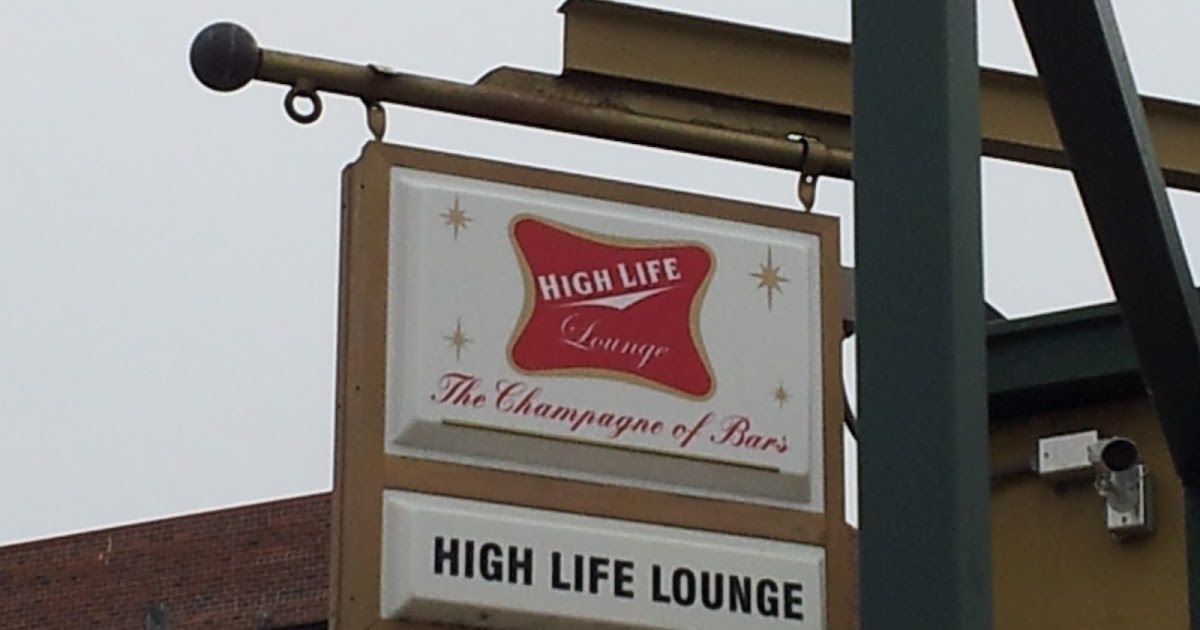 HIGH LIFE
Lounge
The Champagne of Bars
HIGH LIFE LOUNGE